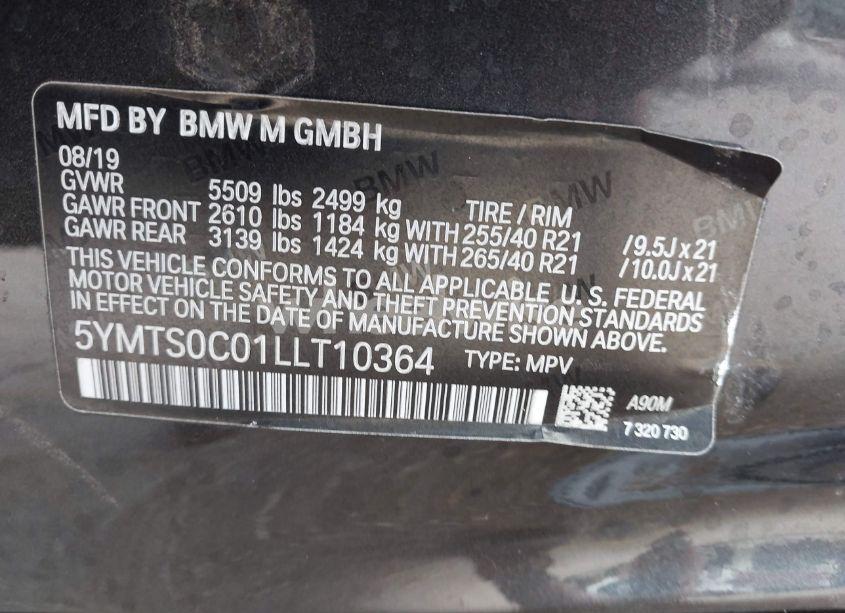 MFD BY BMW M GMBH
08/19
GVWR 5509 lbs 2499 kg TIRE / RIM
GAWR FRONT 2610 lbs 1184 kg WITH 255/40 R21 /9.5J x 21
GAWR REAR 3139 lbs 1424 kg WITH 265/40 R21 /10.0J x 21
THIS VEHICLE CONFORMS TO ALL APPLICABLE U. S. FEDERAL
MOTOR VEHICLE SAFETY AND THEFT PREVENTION STANDARDS
IN EFFECT ON THE DATE OF MANUFACTURE SHOWN ABOVE.
5YMTS0C01LLT10364 TYPE: MPV
A90M
7 320 730